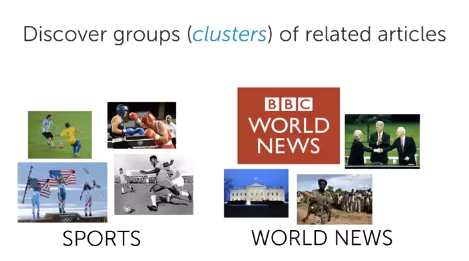 Discover groups (clusters) of related articles
BBC
WORLD
NEWS
SPORTS
WORLD NEWS